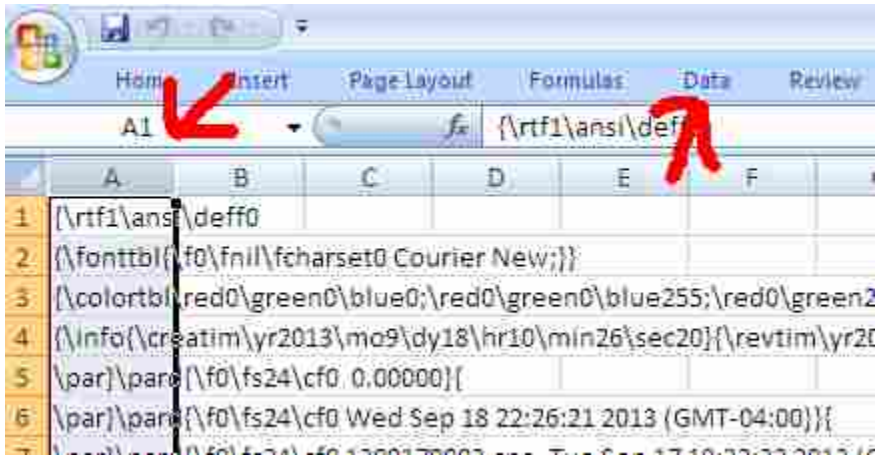 Home Insert Page Layout Formulas Data Review
A1 fx {\rtf1\ansi\deff0
A B C D E F
1 {\rtf1\ansi\deff0
2 {\fonttbl{\f0\fnil\fcharset0 Courier New;}}
3 {\colortbl\red0\green0\blue0;\red0\green0\blue255;\red0\green2
4 {\info{\creatim\yr2013\mo9\dy18\hr10\min26\sec20}{\revtim\yr20
5 \par}\pard{\f0\fs24\cf0 0.00000}{
6 \par}\pard{\f0\fs24\cf0 Wed Sep 18 22:26:21 2013 (GMT-04:00)}{
7